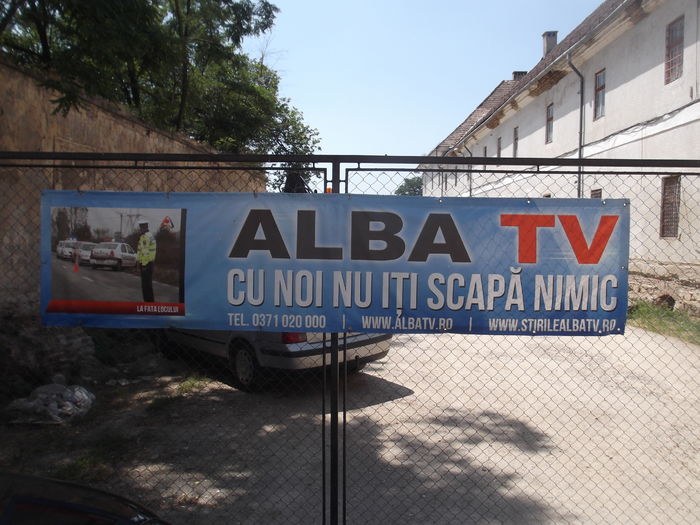 ALBA TV
CU NOI NU IȚI SCAPĂ NIMIC
TEL. 0371 020 000 | WWW.ALBATV.RO | WWW.STIRILEALBATV.RO
LA FATA LOCULUI